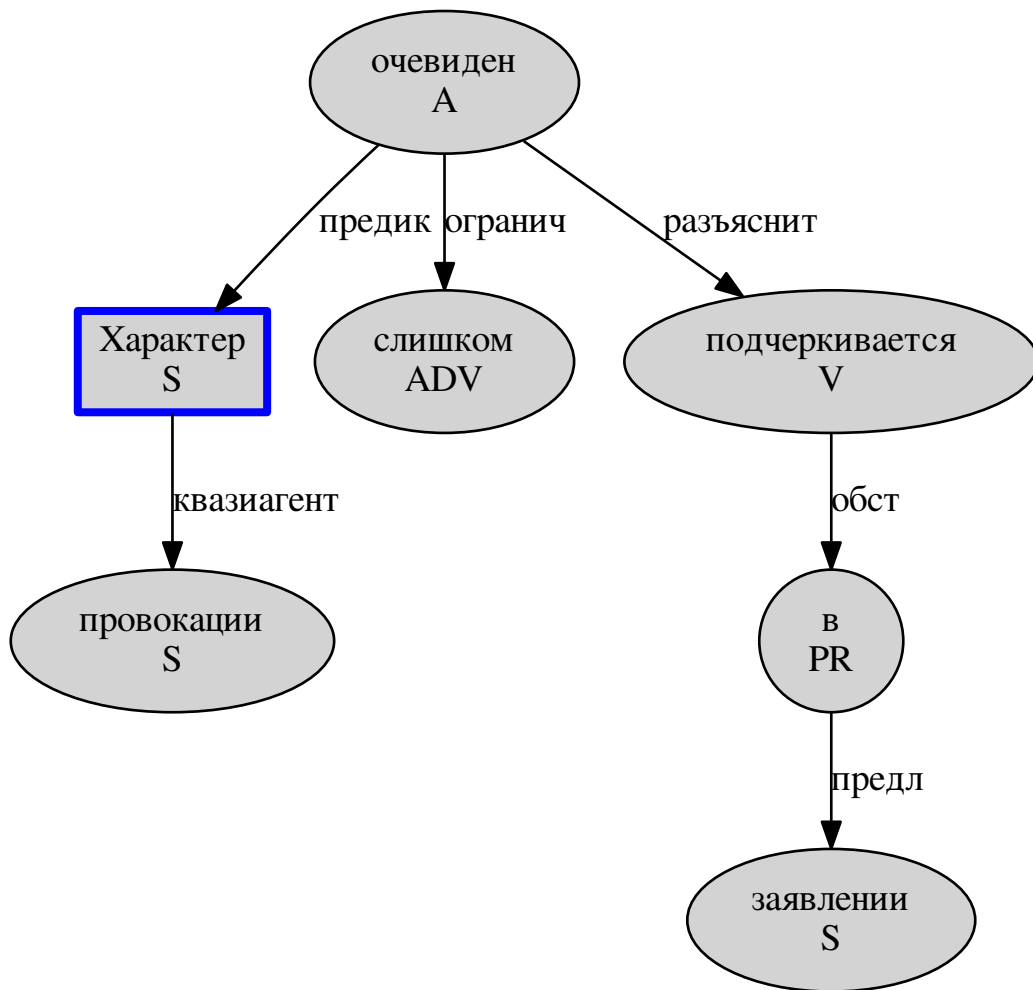 очевиден
A
предик
огранич
разъяснит
Характер
S
слишком
ADV
подчеркивается
V
квазиагент
обст
провокации
S
в
PR
предл
заявлении
S